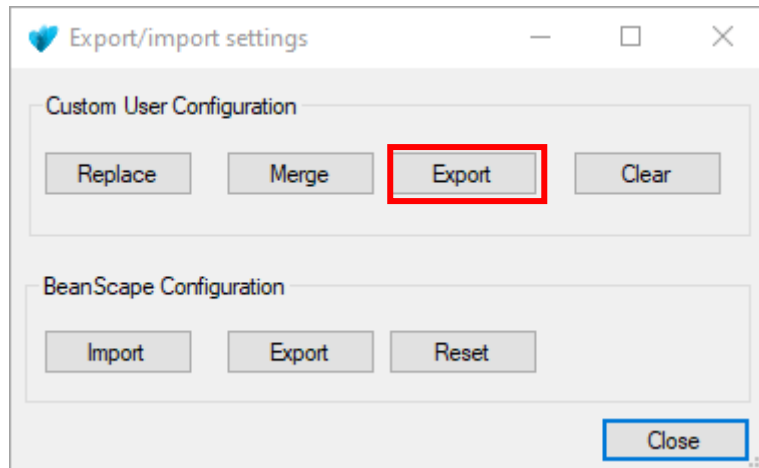 Export/import settings
Custom User Configuration
Replace Merge Export Clear
BeanScape Configuration
Import Export Reset
Close